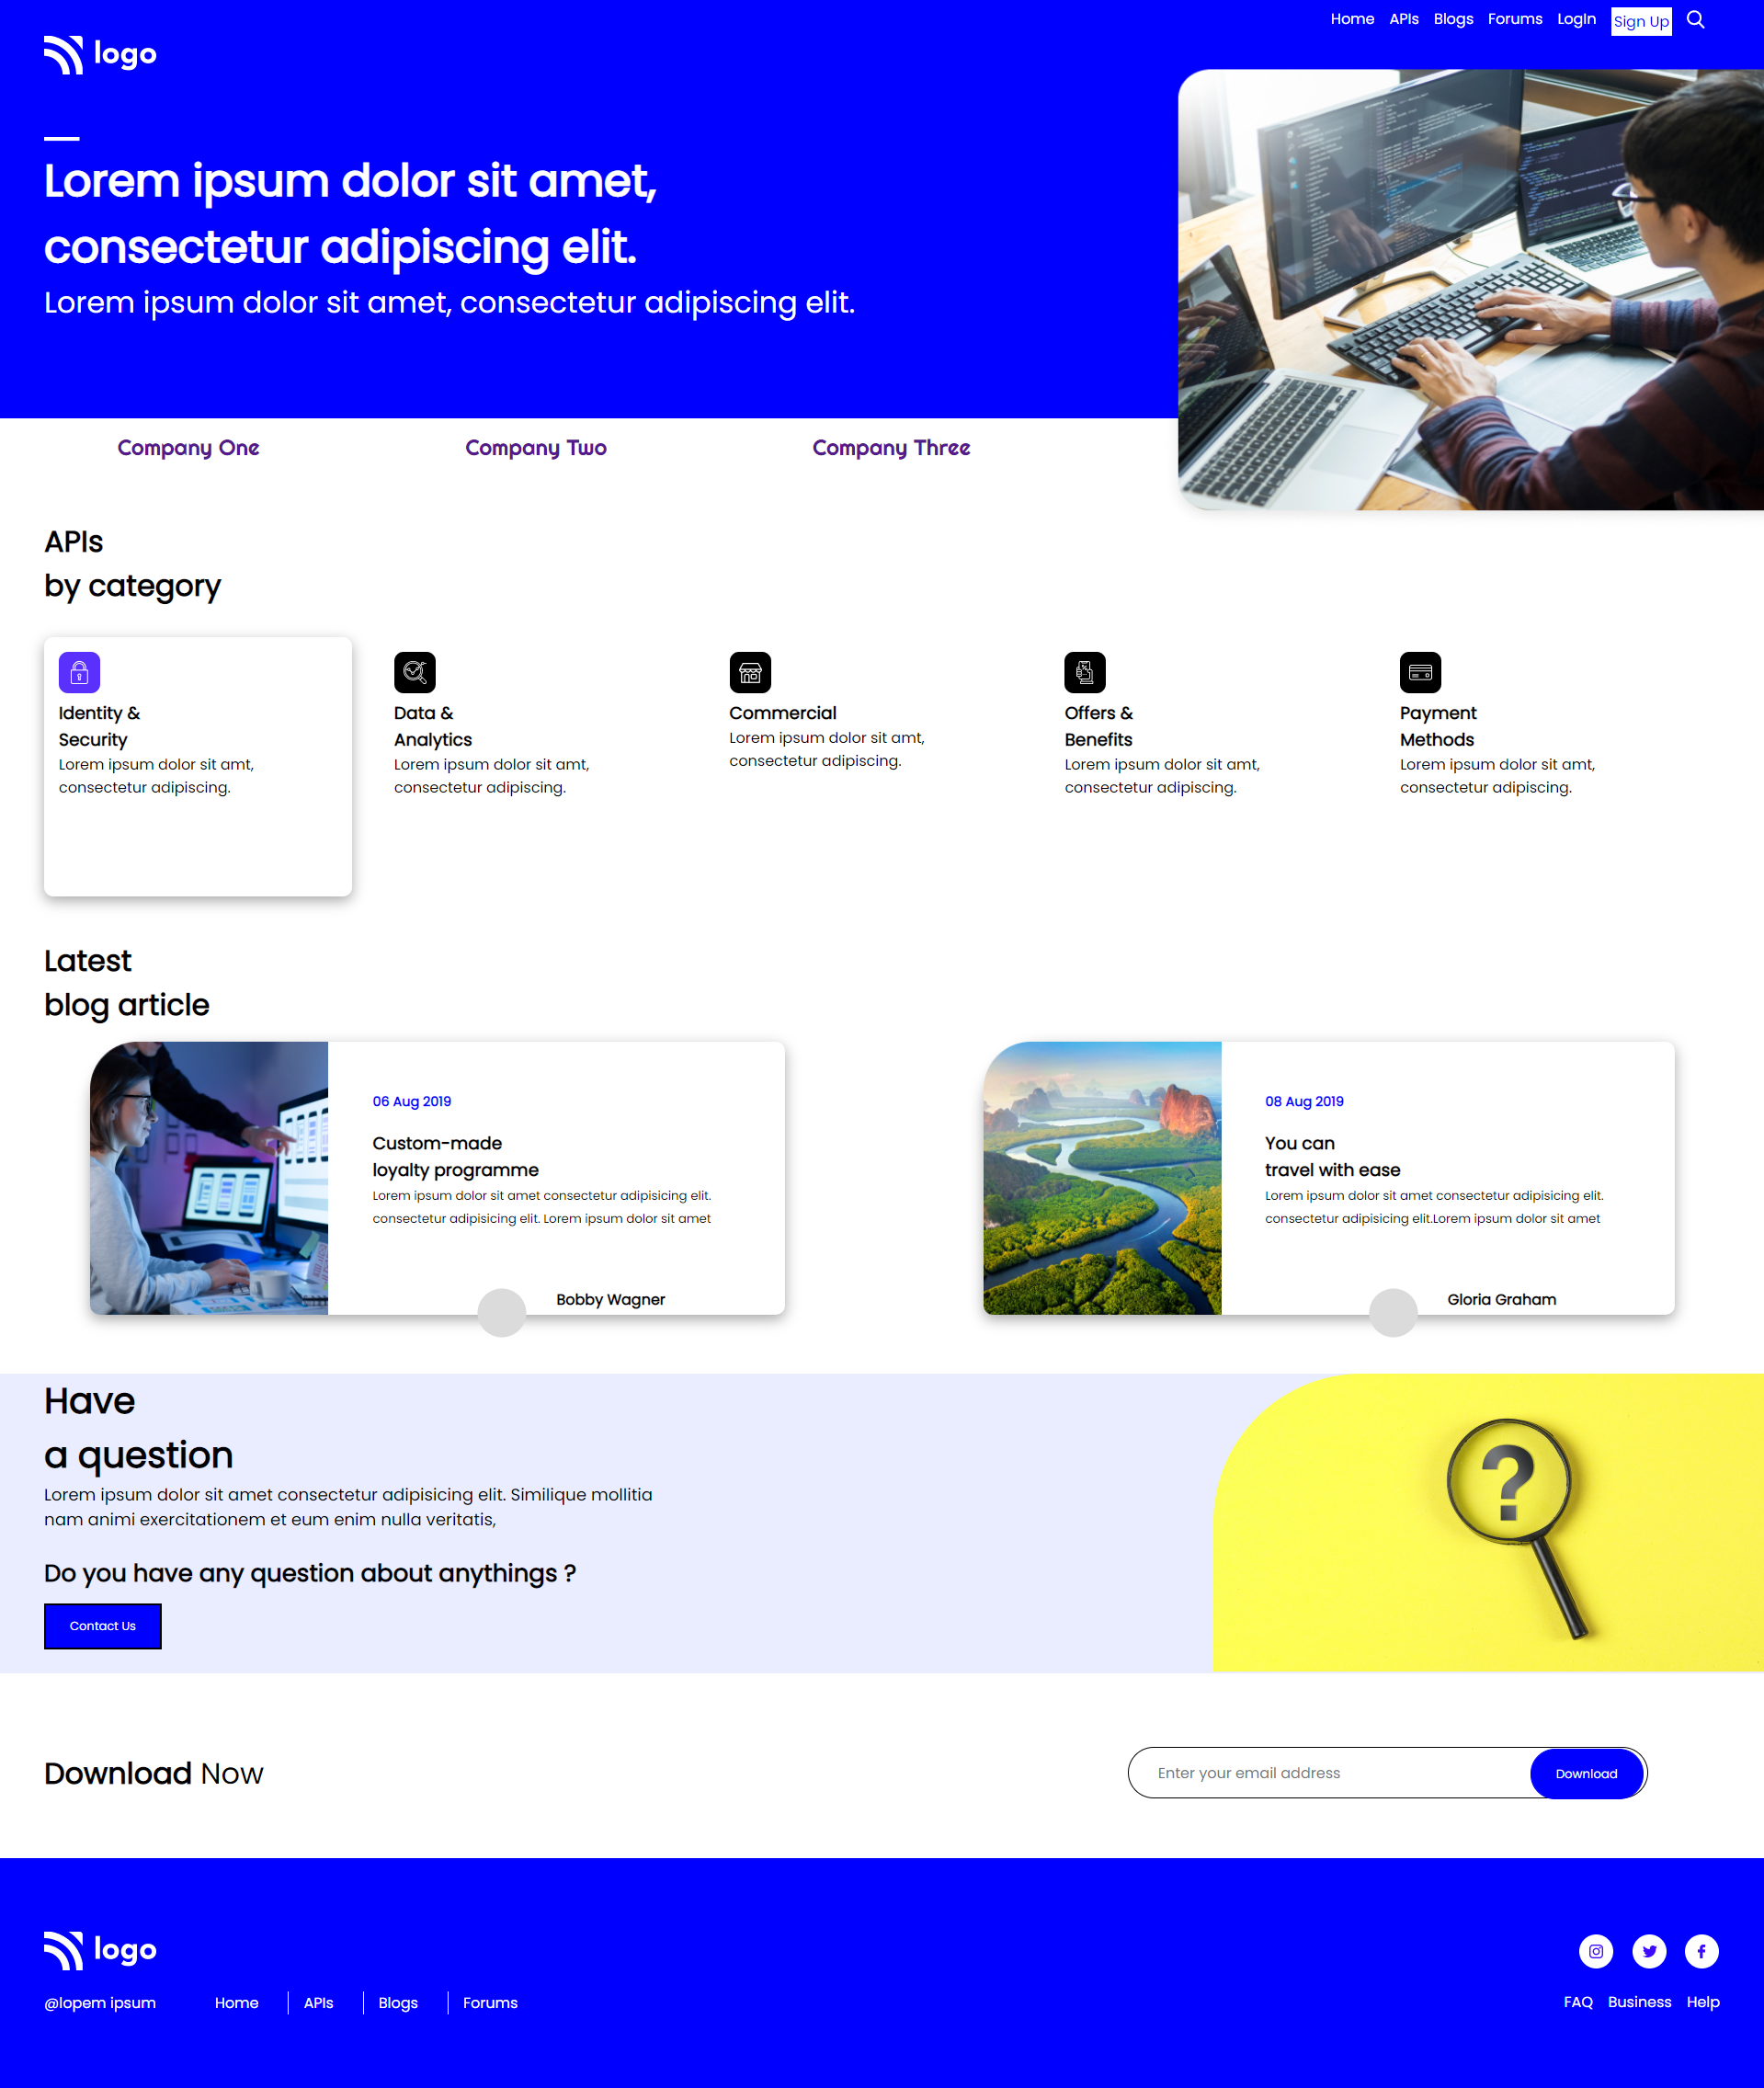 Home APIs Blogs Forums LogIn Sign Up
logo
Lorem ipsum dolor sit amet,
consectetur adipiscing elit.
Lorem ipsum dolor sit amet, consectetur adipiscing elit.
Company One Company Two Company Three
APIs
by category
Identity &
Security
Lorem ipsum dolor sit amt,
consectetur adipiscing.
Data &
Analytics
Lorem ipsum dolor sit amt,
consectetur adipiscing.
Commercial
Lorem ipsum dolor sit amt,
consectetur adipiscing.
Offers &
Benefits
Lorem ipsum dolor sit amt,
consectetur adipiscing.
Payment
Methods
Lorem ipsum dolor sit amt,
consectetur adipiscing.
Latest
blog article
06 Aug 2019
Custom-made
loyalty programme
Lorem ipsum dolor sit amet consectetur adipisicing elit.
consectetur adipisicing elit. Lorem ipsum dolor sit amet
Bobby Wagner
08 Aug 2019
You can
travel with ease
Lorem ipsum dolor sit amet consectetur adipisicing elit.
consectetur adipisicing elit.Lorem ipsum dolor sit amet
Gloria Graham
Have
a question
Lorem ipsum dolor sit amet consectetur adipisicing elit. Similique mollitia
nam animi exercitationem et eum enim nulla veritatis,
Do you have any question about anythings ?
Contact Us
?
Download Now
Enter your email address
Download
logo
@lopem ipsum Home APIs Blogs Forums
FAQ Business Help